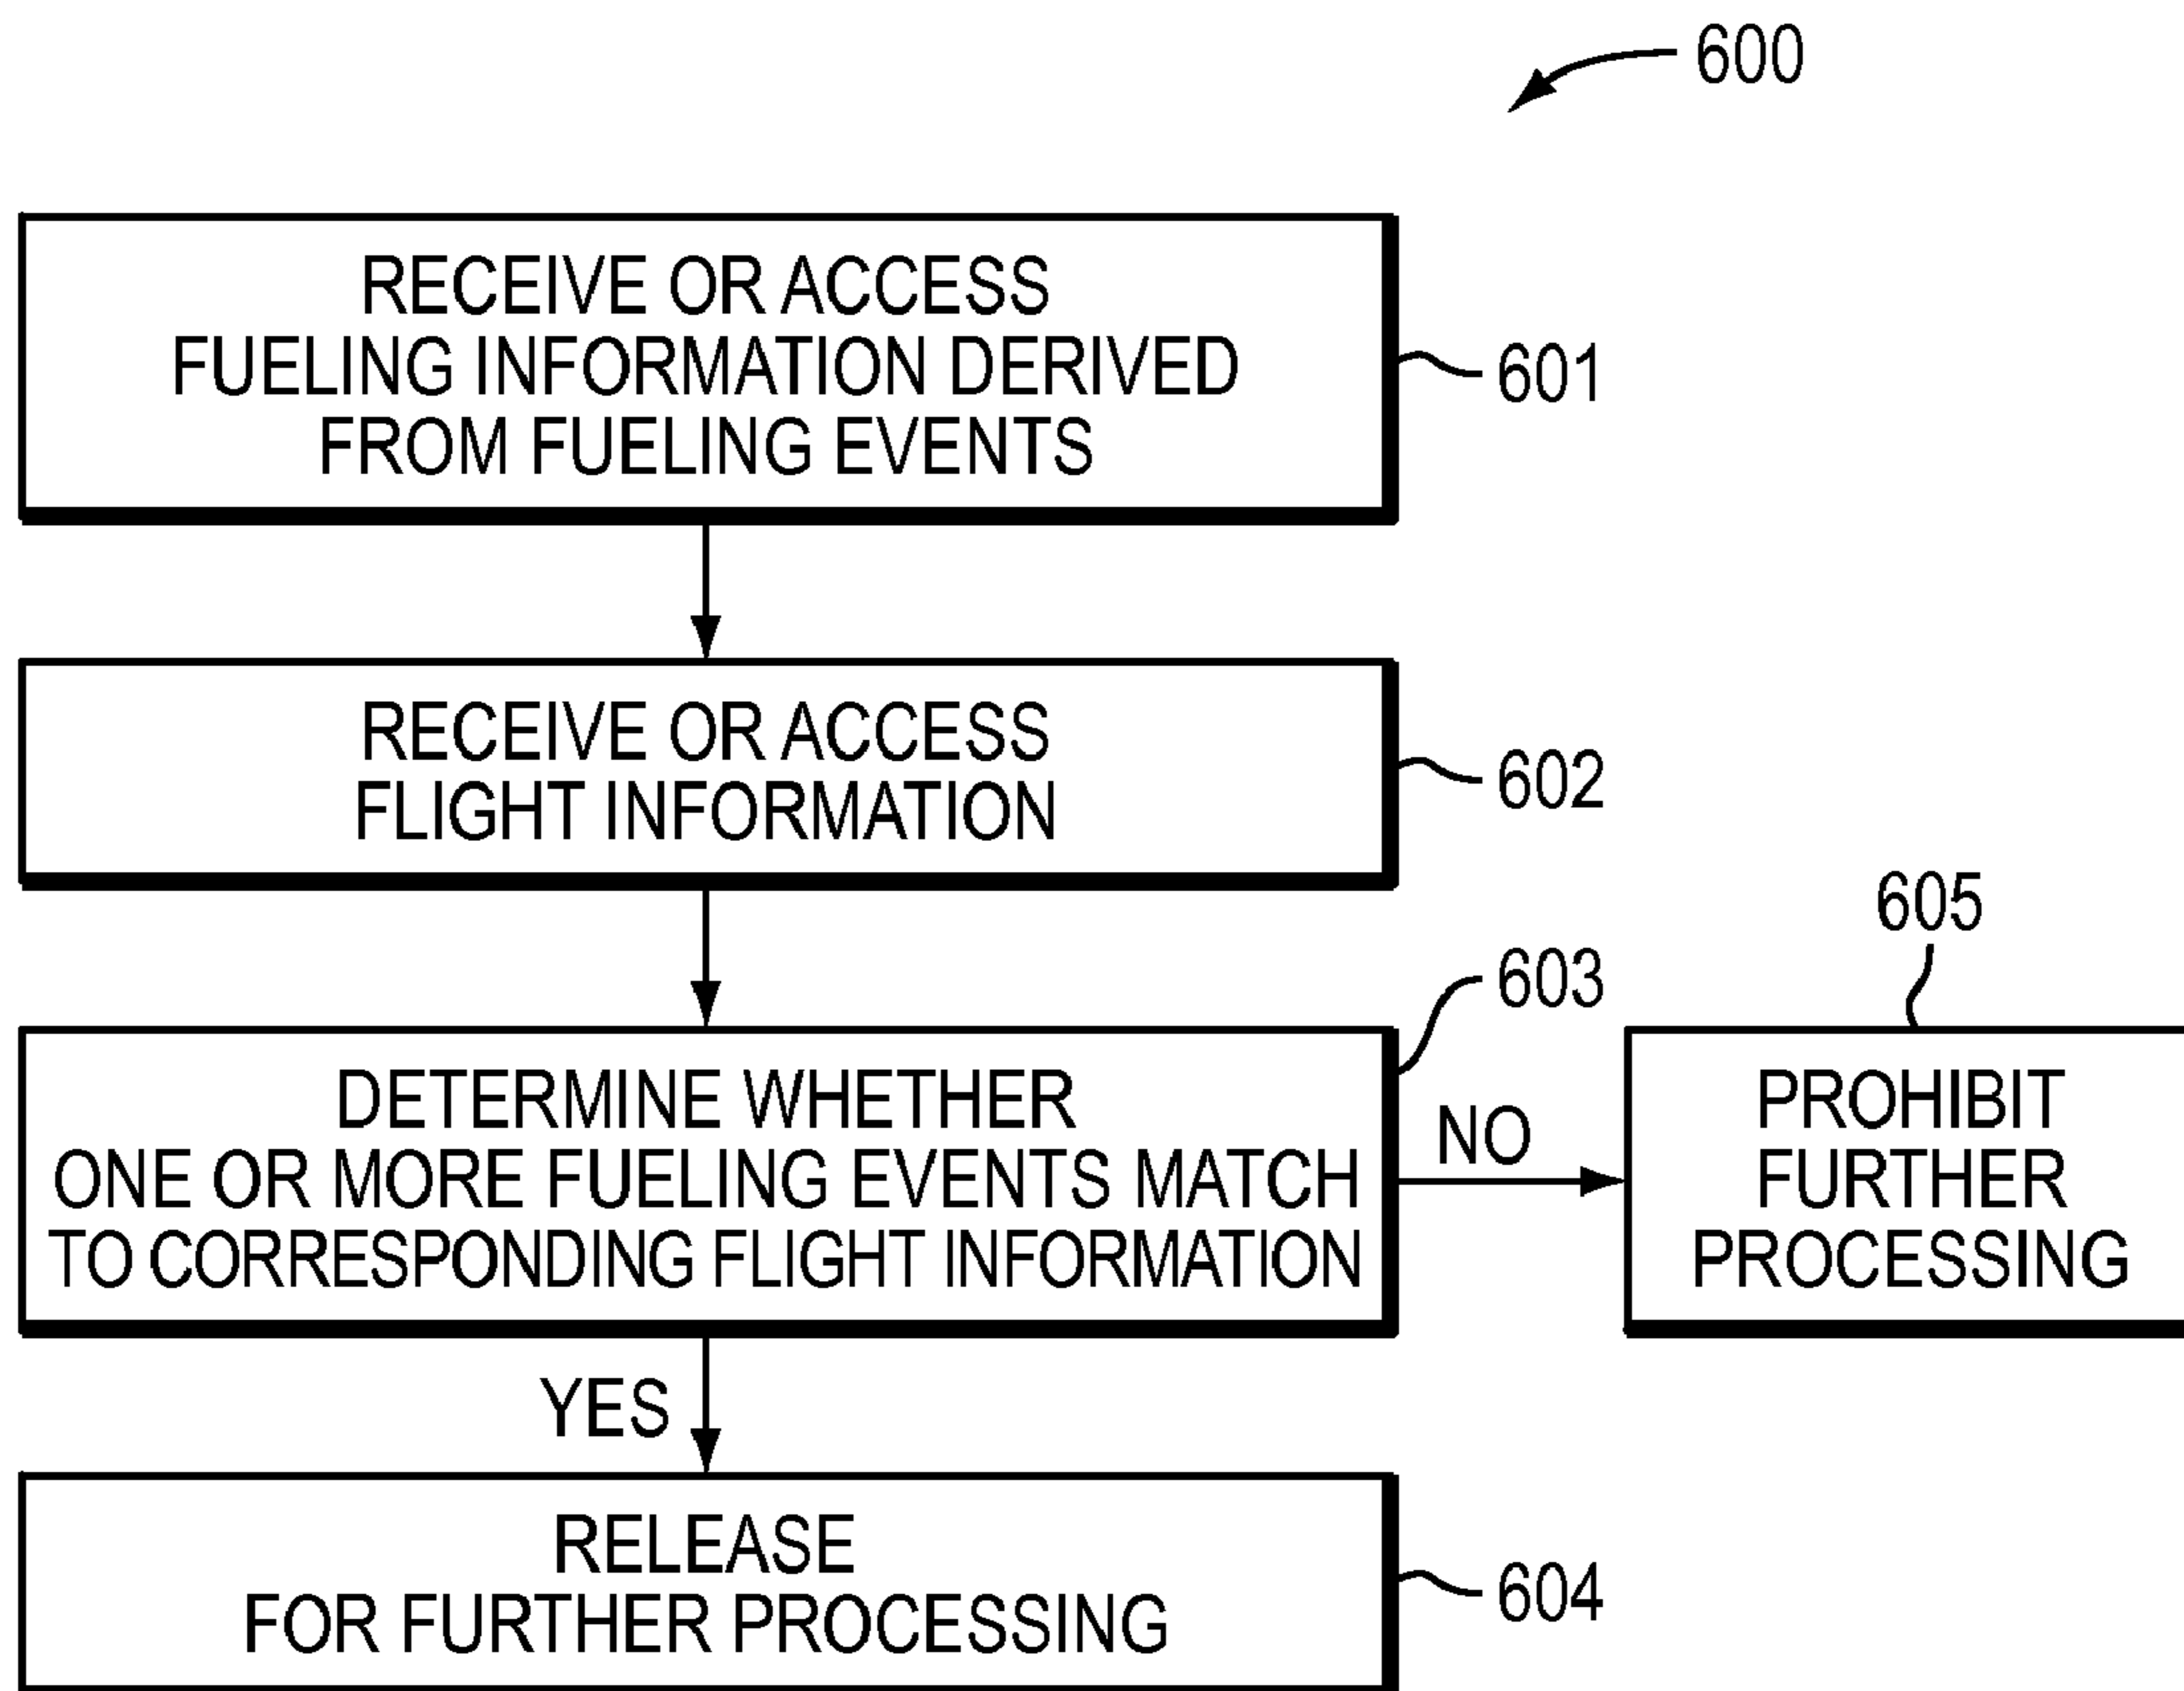 600
RECEIVE OR ACCESS
FUELING INFORMATION DERIVED
FROM FUELING EVENTS
601
RECEIVE OR ACCESS
FLIGHT INFORMATION
602
603
DETERMINE WHETHER
ONE OR MORE FUELING EVENTS MATCH
TO CORRESPONDING FLIGHT INFORMATION
NO
605
PROHIBIT
FURTHER
PROCESSING
YES
RELEASE
FOR FURTHER PROCESSING
604